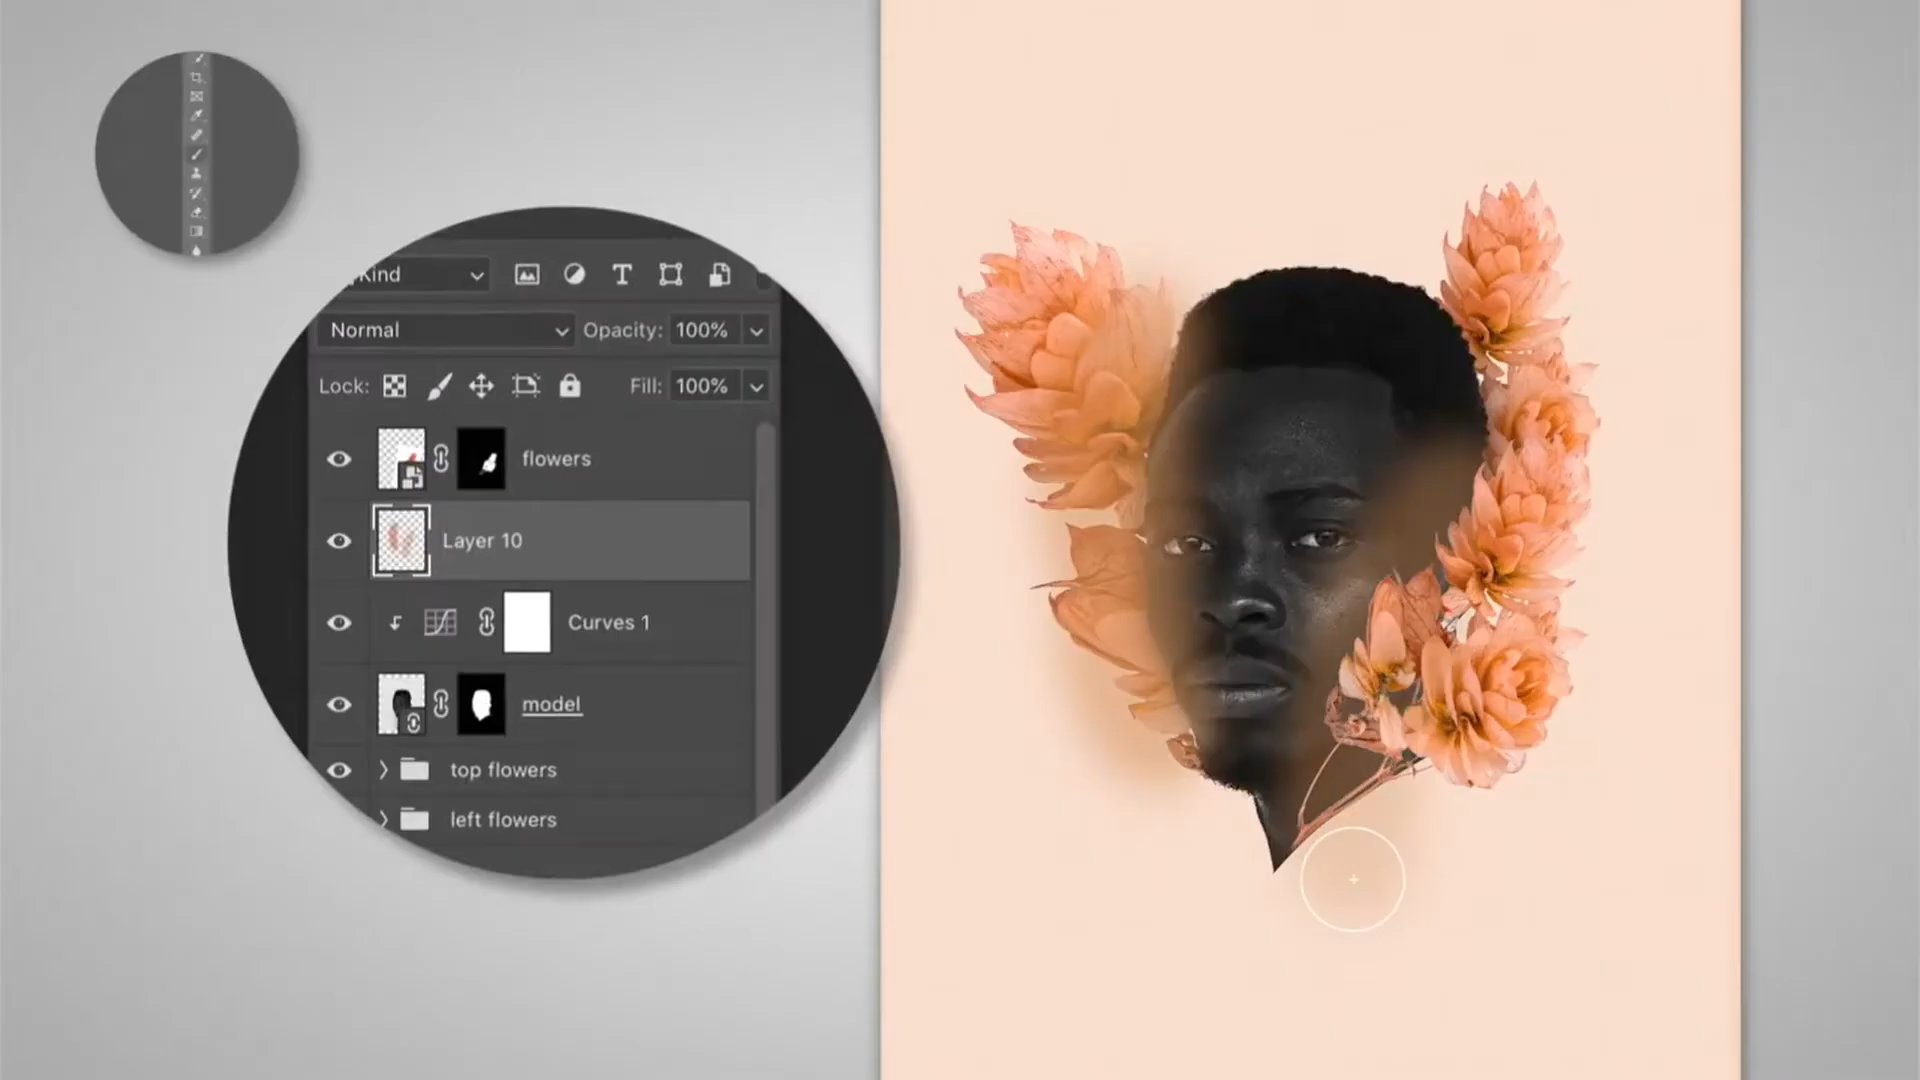 Kind
Normal Opacity: 100%
Lock: Fill: 100%
flowers
Layer 10
Curves 1
model
top flowers
left flowers